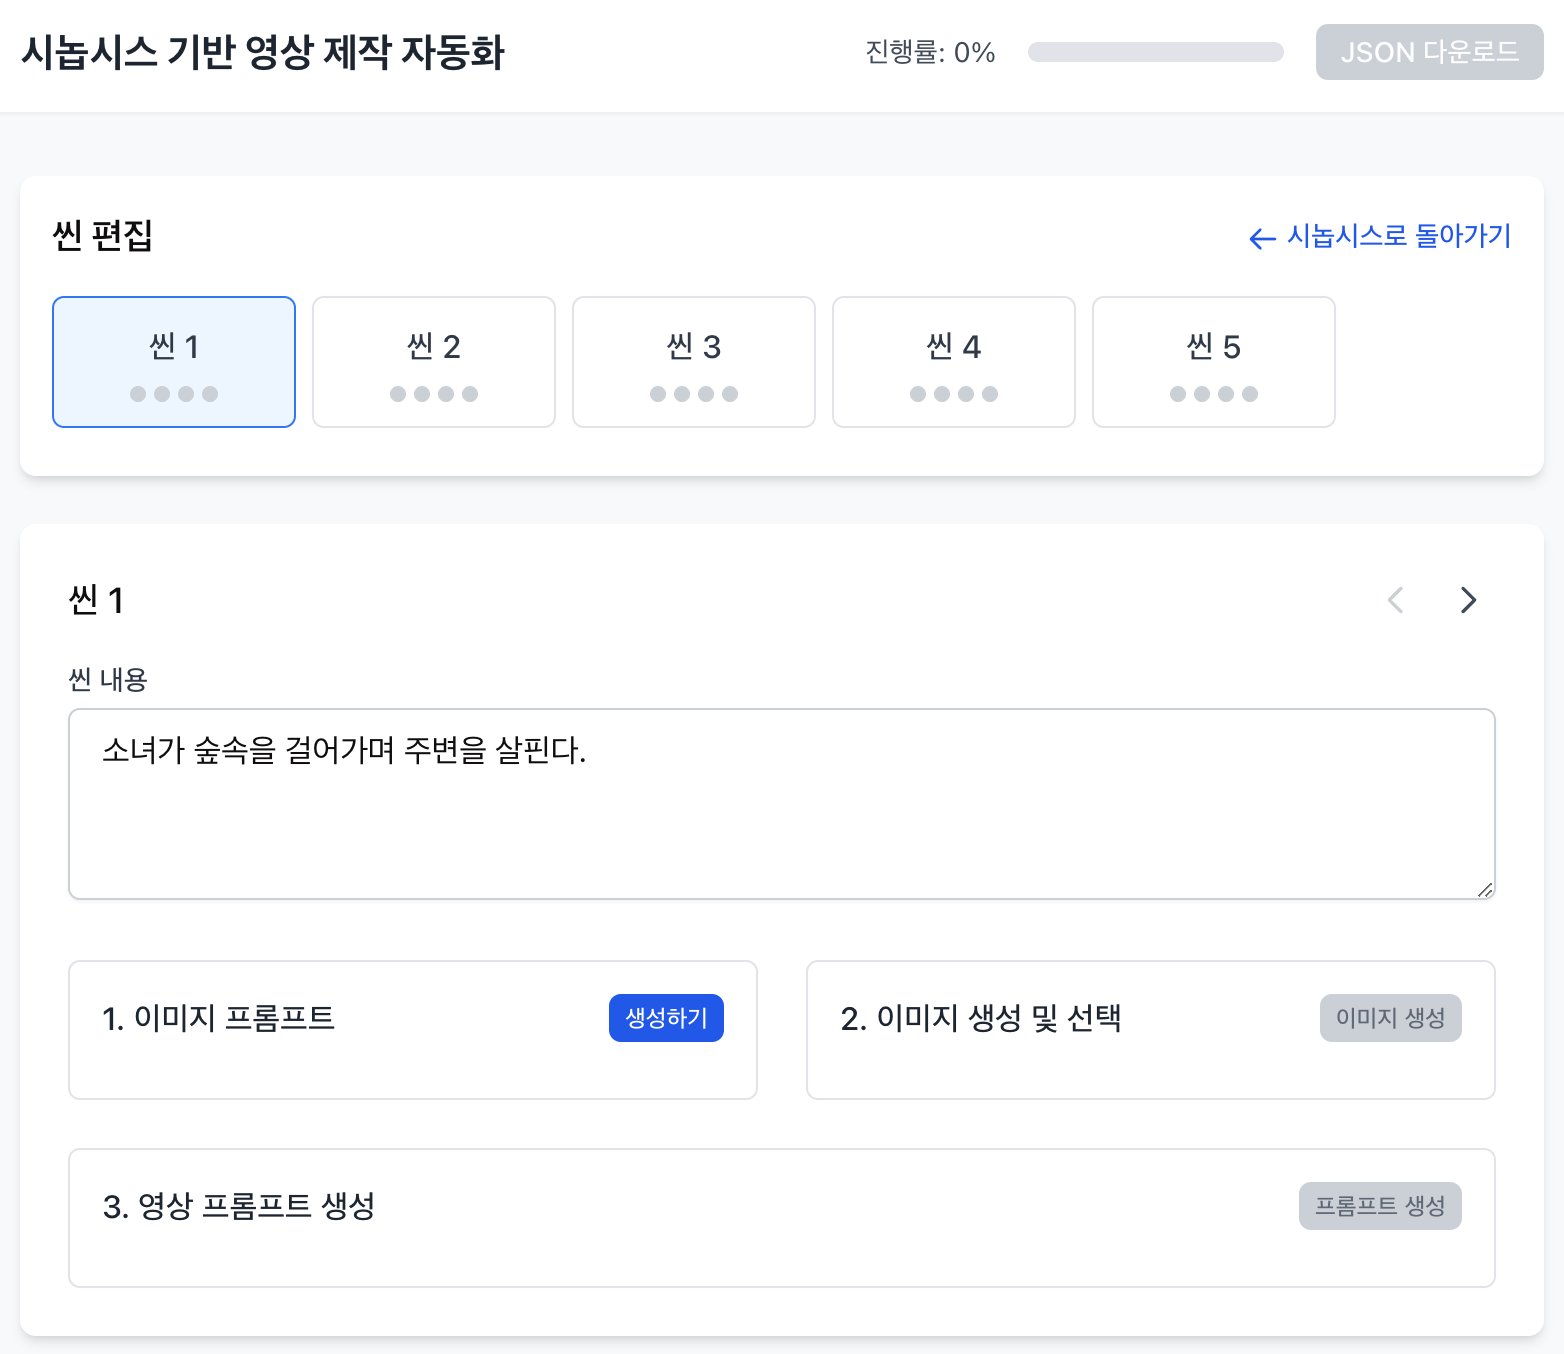 시놉시스 기반 영상 제작 자동화
진행률: 0%
JSON 다운로드
씬 편집
← 시놉시스로 돌아가기
씬 1
씬 2
씬 3
씬 4
씬 5
씬 1
씬 내용
소녀가 숲속을 걸어가며 주변을 살핀다.
1. 이미지 프롬프트
생성하기
2. 이미지 생성 및 선택
이미지 생성
3. 영상 프롬프트 생성
프롬프트 생성